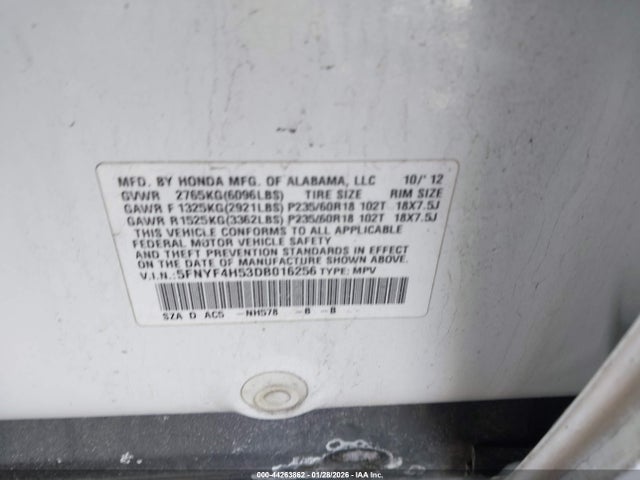 MFD. BY HONDA MFG. OF ALABAMA, LLC 10/'12
GVWR 2765KG(6096LBS) TIRE SIZE RIM SIZE
GAWR F 1325KG(2921LBS) P235/60R18 102T 18X7.5J
GAWR R 1525KG(3362LBS) P235/60R18 102T 18X7.5J
THIS VEHICLE CONFORMS TO ALL APPLICABLE
FEDERAL MOTOR VEHICLE SAFETY
AND THEFT PREVENTION STANDARDS IN EFFECT
ON THE DATE OF MANUFACTURE SHOWN ABOVE.
V.I.N.:5FNYF4H53DB016256 TYPE: MPV
SZA D AC5 -NH578 -B -B
000-44263862 - 01/28/2026 - IAA Inc.